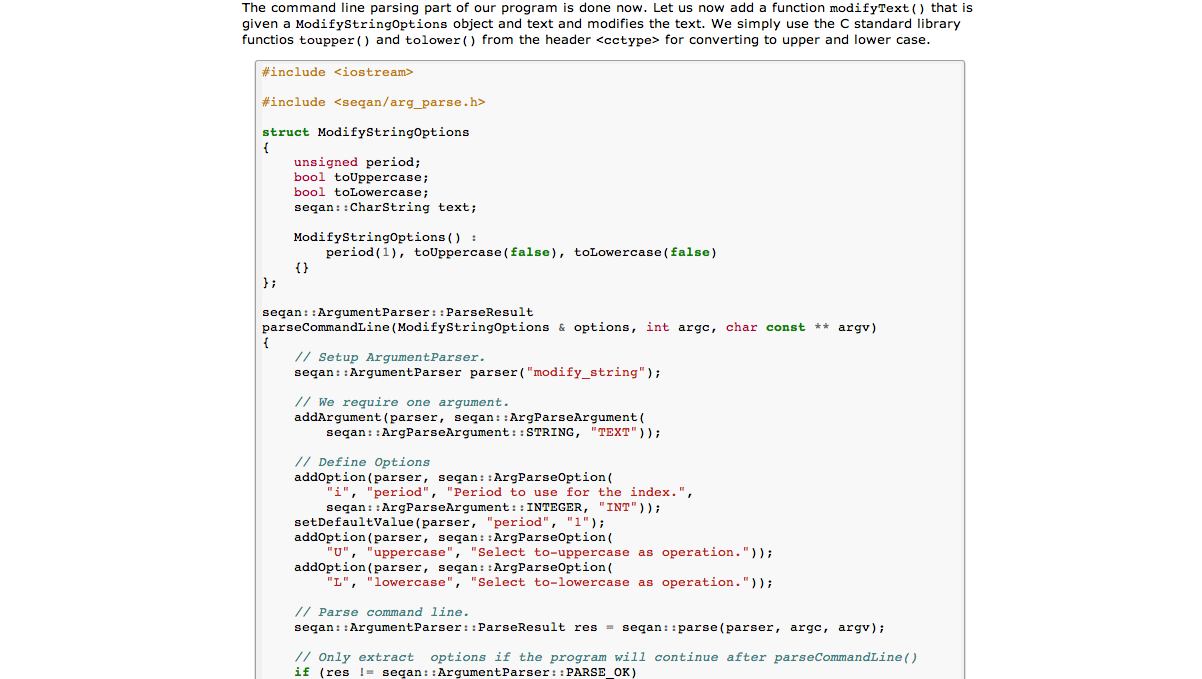 The command line parsing part of our program is done now. Let us now add a function modifyText() that is
given a ModifyStringOptions object and text and modifies the text. We simply use the C standard library
functios toupper() and tolower() from the header <cctype> for converting to upper and lower case.
#include <iostream>
#include <seqan/arg_parse.h>
struct ModifyStringOptions
{
    unsigned period;
    bool toUppercase;
    bool toLowercase;
    seqan::CharString text;
    ModifyStringOptions() :
        period(1), toUppercase(false), toLowercase(false)
    {}
};
seqan::ArgumentParser::ParseResult
parseCommandLine(ModifyStringOptions & options, int argc, char const ** argv)
{
    // Setup ArgumentParser.
    seqan::ArgumentParser parser("modify_string");
    // We require one argument.
    addArgument(parser, seqan::ArgParseArgument(
        seqan::ArgParseArgument::STRING, "TEXT"));
    // Define Options
    addOption(parser, seqan::ArgParseOption(
        "i", "period", "Period to use for the index.",
        seqan::ArgParseArgument::INTEGER, "INT"));
    setDefaultValue(parser, "period", "1");
    addOption(parser, seqan::ArgParseOption(
        "U", "uppercase", "Select to-uppercase as operation."));
    addOption(parser, seqan::ArgParseOption(
        "L", "lowercase", "Select to-lowercase as operation."));
    // Parse command line.
    seqan::ArgumentParser::ParseResult res = seqan::parse(parser, argc, argv);
    // Only extract  options if the program will continue after parseCommandLine()
    if (res != seqan::ArgumentParser::PARSE_OK)